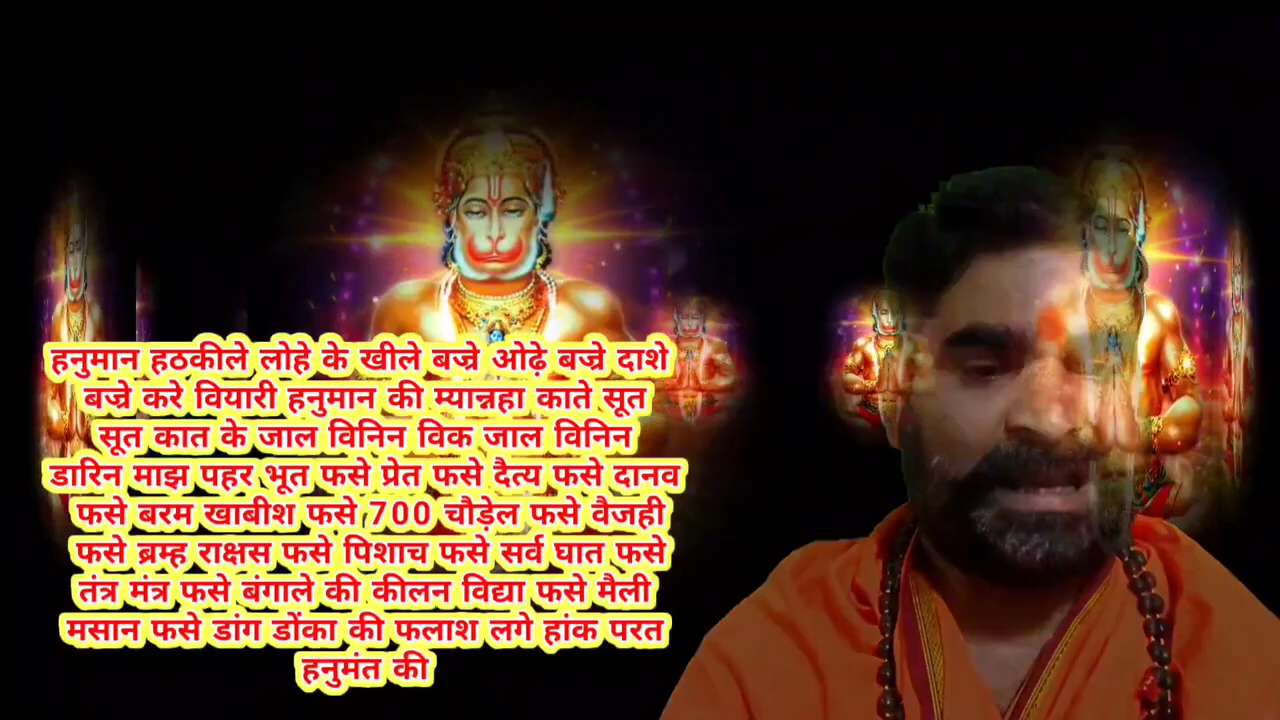 हनुमान हठकीले लोहे के खीले बज्रे ओढ़े बज्रे दाशे
बज्रे करे वियारी हनुमान की म्यान्नहा काते सूत
सूत कात के जाल विनिन विक जाल विनिन
डारिन माझ पहर भूत फसे प्रेत फसे दैत्य फसे दानव
फसे बरम खाबीश फसे 700 चौड़ेल फसे वैजही
फसे ब्रम्ह राक्षस फसे पिशाच फसे सर्व घात फसे
तंत्र मंत्र फसे बंगाले की कीलन विद्या फसे मैली
मसान फसे डांग डोंका की फलाश लगे हांक परत
हनुमंत की